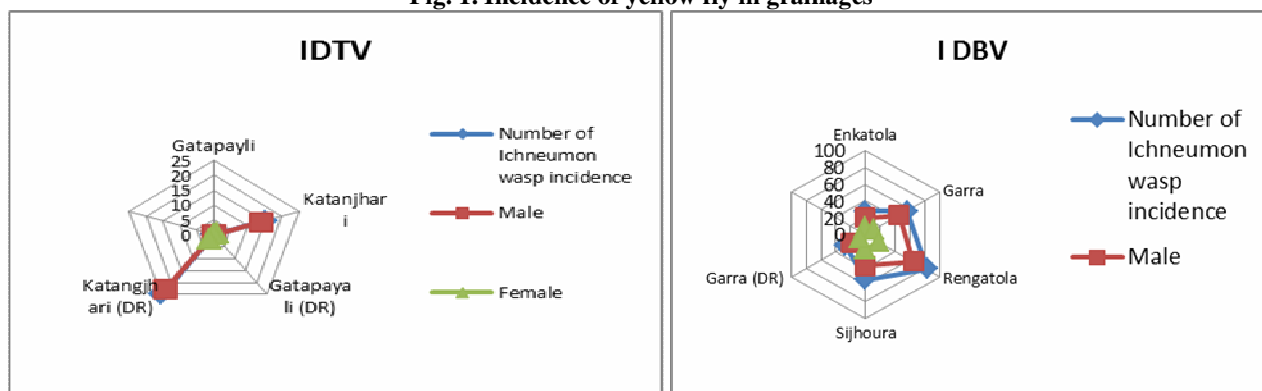 Fig. 1. Incidence of yellow fly in grainages
IDTV
Gatapayli
25
20
15
10
5
0
Katanjhar
i
Gatapaya
li (DR)
Katangjh
ari (DR)
Number of
Ichneumon
wasp incidence
Male
Female
I DBV
Enkatola
100
80
60
40
20
0
Garra
Rengatola
Sijhoura
Garra (DR)
Number of
Ichneumon
wasp
incidence
Male